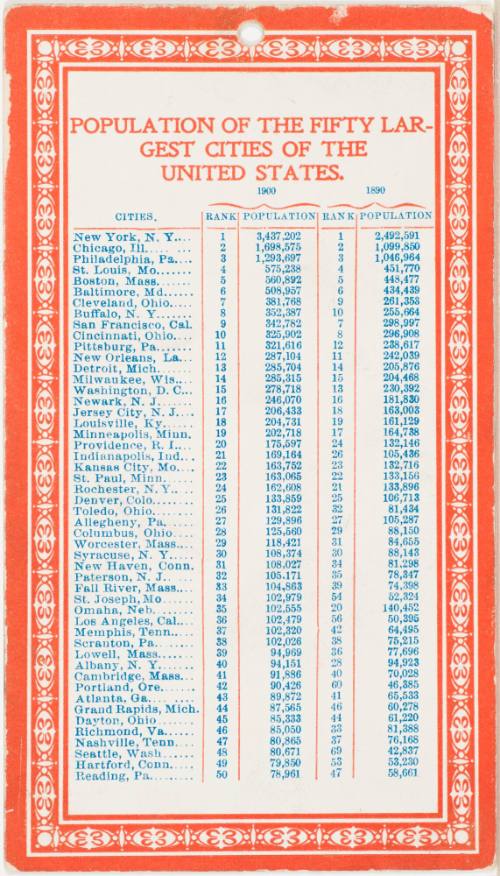 POPULATION OF THE FIFTY LAR-
GEST CITIES OF THE
UNITED STATES.
1900 1890
CITIES. RANK POPULATION RANK POPULATION
New York, N. Y.... 1 3,437,202 1 2,492,591
Chicago, Ill..... ... 2 1,698,575 2 1,099,850
Philadelphia, Pa.... 3 1,293,697 3 1,046,964
St. Louis, Mo....... 4 575,238 4 451,770
Boston, Mass....... 5 560,892 5 448,477
Baltimore, Md...... 6 508,957 6 434,439
Cleveland, Ohio.... 7 381,768 9 261,353
Buffalo, N. Y....... 8 352,387 10 255,664
San Francisco, Cal. 9 342,782 7 298,997
Cincinnati, Ohio.... 10 325,902 8 296,908
Pittsburg, Pa....... 11 321,616 12 238,617
New Orleans, La... 12 287,104 11 242,039
Detroit, Mich...... 13 285,704 14 205,876
Milwaukee, Wis.... 14 285,315 15 204,468
Washington, D. C... 15 278,718 13 230,392
Newark, N. J...... 16 246,070 16 181,830
Jersey City, N. J.... 17 206,433 18 163,003
Louisville, Ky..... 18 204,731 19 161,129
Minneapolis, Minn. 19 202,718 17 164,738
Providence, R. I.... 20 175,597 24 132,146
Indianapolis, Ind... 21 169,164 26 105,436
Kansas City, Mo.... 22 163,752 23 132,716
St. Paul, Minn..... 23 163,065 22 133,156
Rochester, N. Y.. .. 24 162,608 21 133,896
Denver, Colo...... 25 133,859 25 106,713
Toledo, Ohio....... 26 131,822 32 81,434
Allegheny, Pa...... 27 129,896 27 105,287
Columbus, Ohio.... 28 125,560 29 88,150
Worcester, Mass.... 29 118,421 31 84,655
Syracuse, N. Y..... 30 108,374 30 88,143
New Haven, Conn. 31 108,027 34 81,298
Paterson, N. J.. .... 32 105.171 35 78,347
Fall River, Mass.... 33 104,863 39 74,398
St. Joseph, Mo ..... 34 102,979 54 52,324
Omaha, Neb....... 35 102,555 20 140,452
Los Angeles, Cal... 36 102,479 56 50,395
Memphis, Tenn.... 37 102,320 42 64,495
Scranton, Pa....... 38 102,026 38 75,215
Lowell, Mass....... 39 94,969 36 77,696
Albany, N. Y...... 40 94,151 28 94,923
Cambridge, Mass... 41 91,886 40 70,028
Portland, Ore...... 42 90,426 60 46,385
Atlanta, Ga.... .... 43 89,872 41 65,533
Grand Rapids, Mich. 44 87,565 46 60,278
Dayton, Ohio ...... 45 85,333 44 61,220
Richmond, Va..... 46 85,050 33 81,388
Nashville, Tenn.... 47 80,865 37 76,168
Seattle, Wash ..... 48 80,671 69 42,837
Hartford, Conn.... 49 79,850 53 53,230
Reading, Pa......... 50 78,961 47 58,661